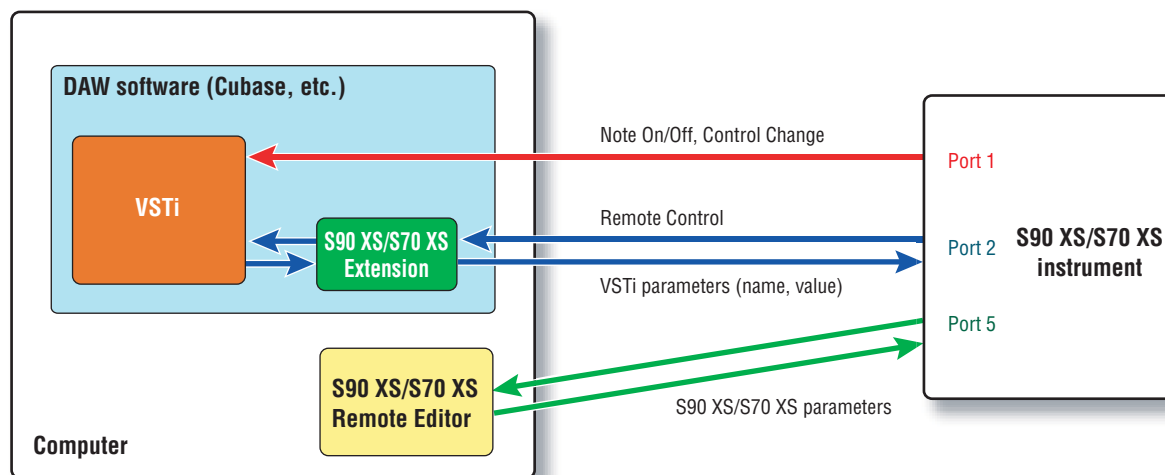 DAW software (Cubase, etc.)
VSTi
S90 XS/S70 XS
Extension
S90 XS/S70 XS
Remote Editor
Computer
Note On/Off, Control Change
Remote Control
VSTi parameters (name, value)
S90 XS/S70 XS parameters
Port 1
Port 2
Port 5
S90 XS/S70 XS
instrument